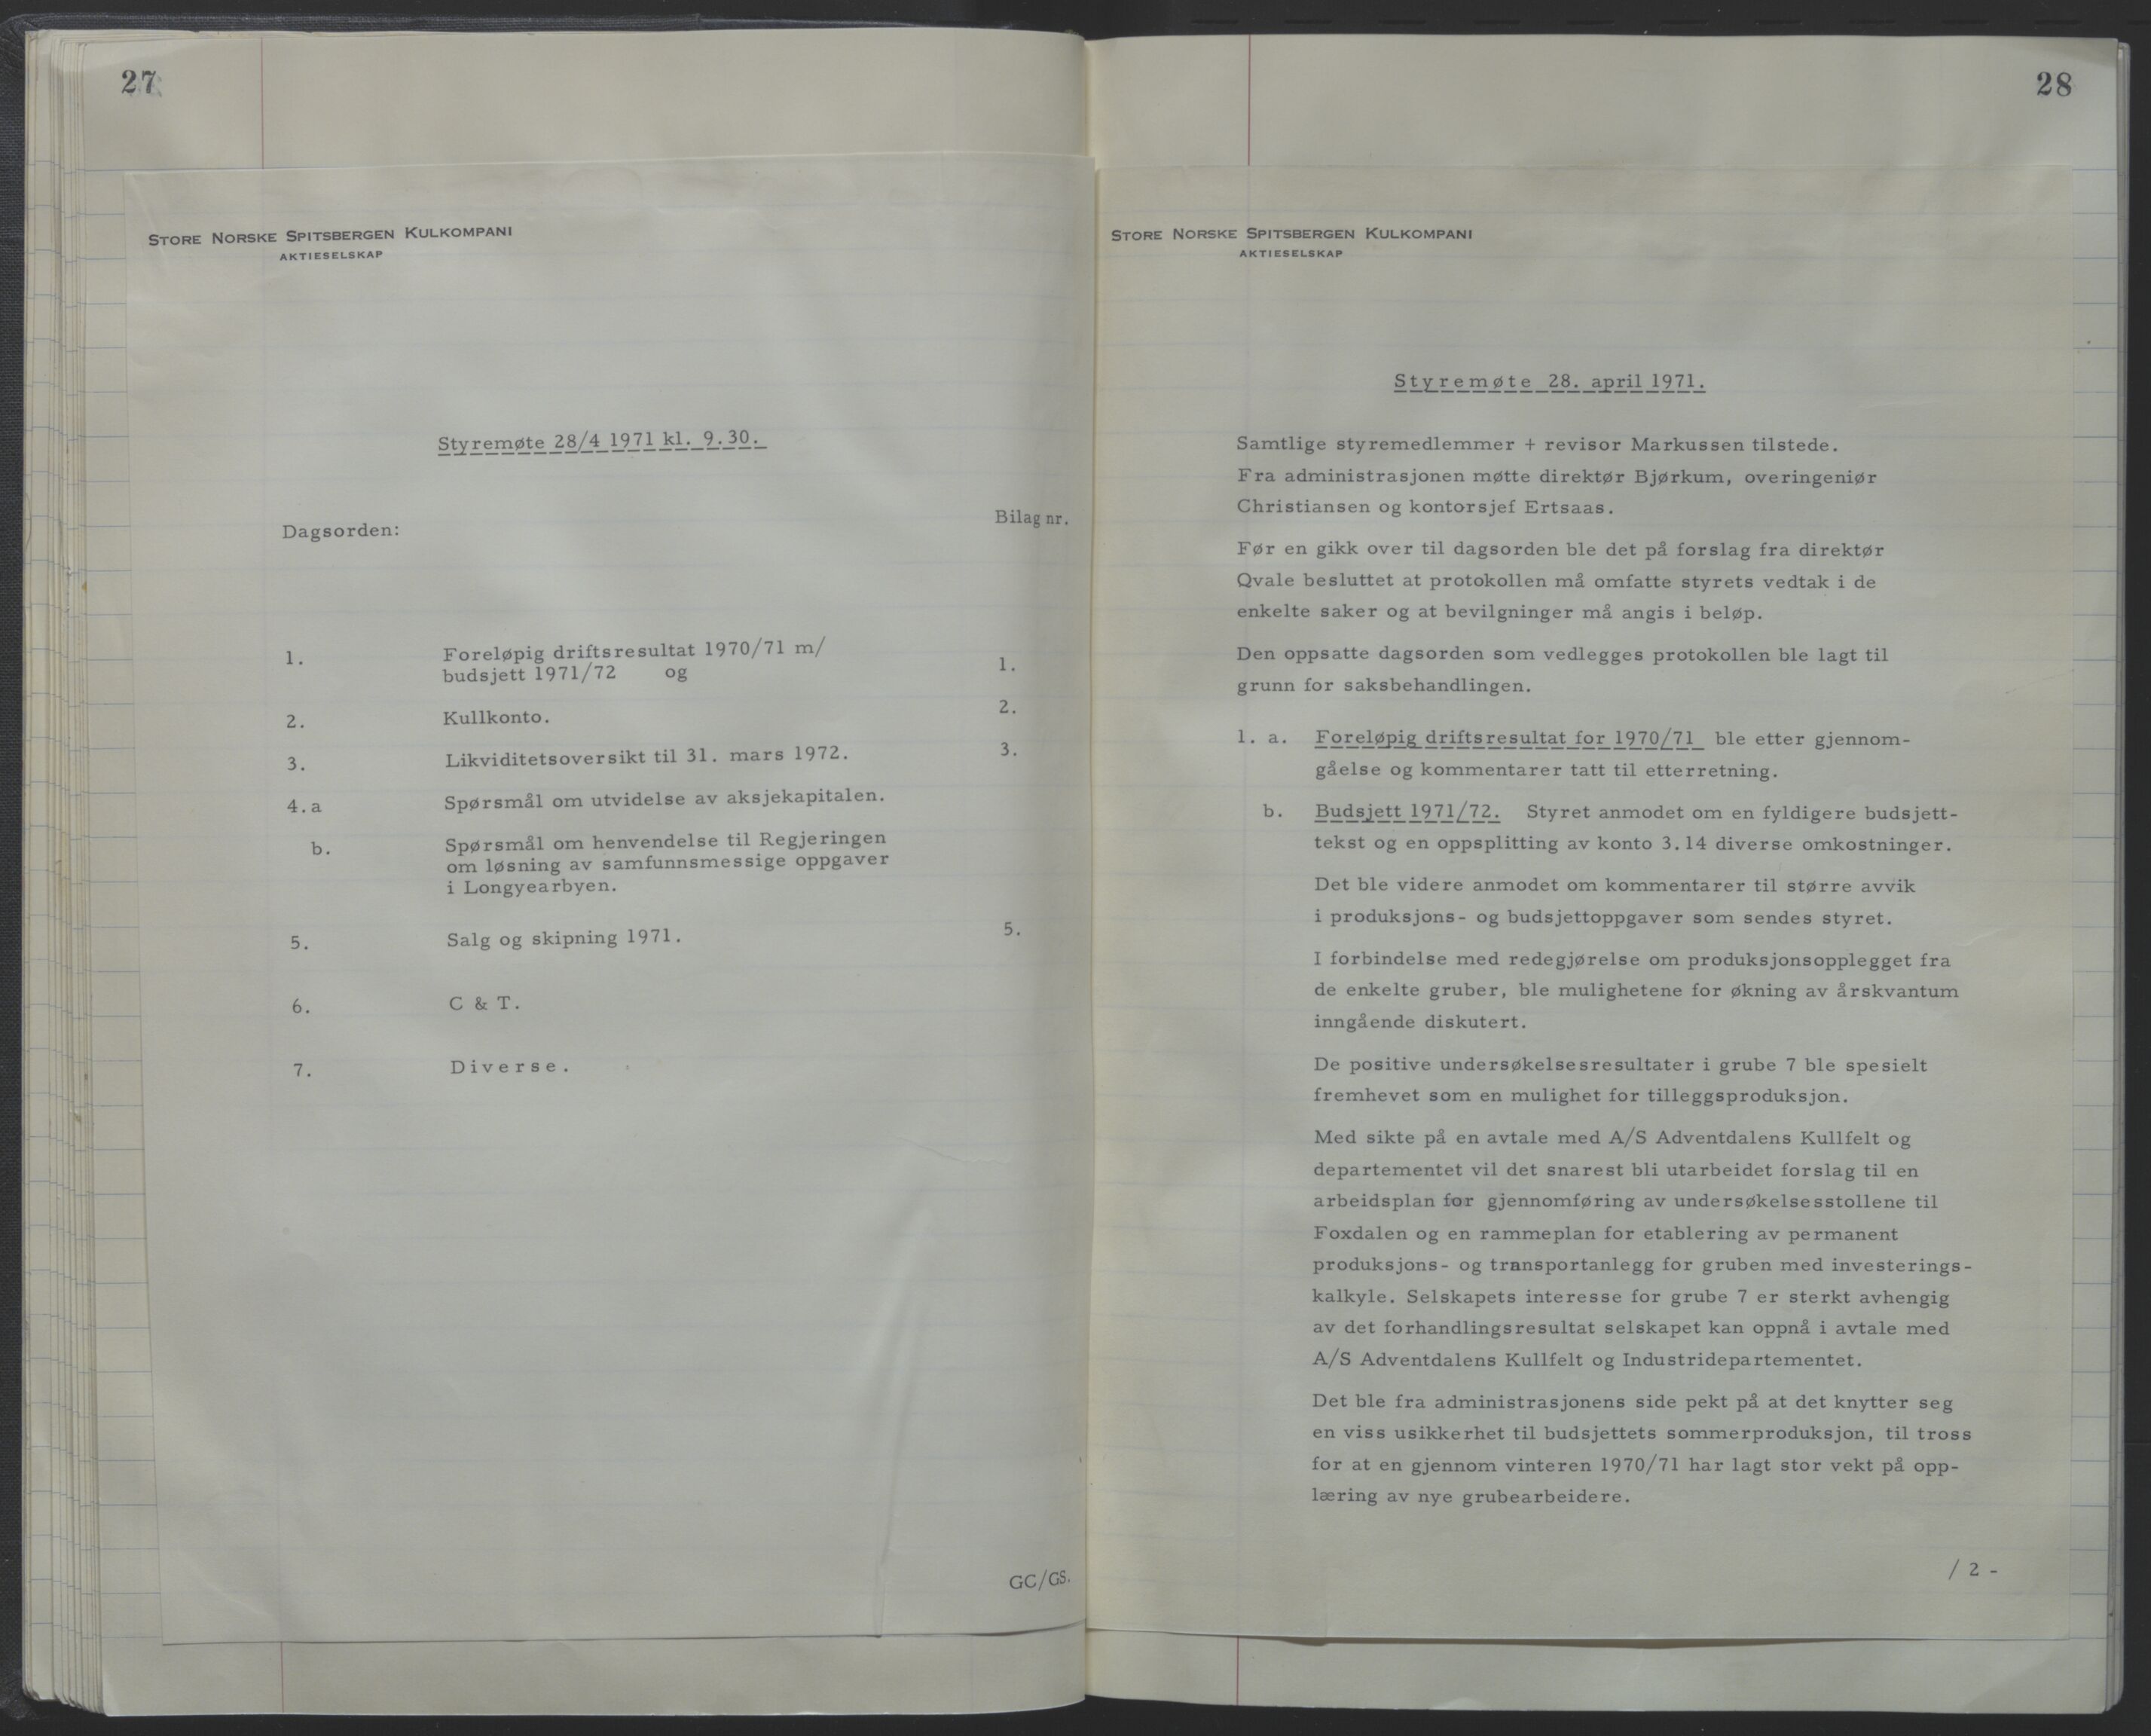 27
STORE NORSKE SPITSBERGEN KULKOMPANI
AKTIESELSKAP
Styremøte 28/4 1971 kl. 9.30.
Dagsorden:
Bilag nr.
1. Foreløpig driftsresultat 1970/71 m/
budsjett 1971/72 og 1.
2. Kullkonto. 2.
3. Likviditetsoversikt til 31. mars 1972. 3.
4.a Spørsmål om utvidelse av aksjekapitalen.
b. Spørsmål om henvendelse til Regjeringen
om løsning av samfunnsmessige oppgaver
i Longyearbyen.
5. Salg og skipning 1971. 5.
6. C & T.
7. Diverse.
GC/GS.
28
STORE NORSKE SPITSBERGEN KULKOMPANI
AKTIESELSKAP
Styremøte 28. april 1971.
Samtlige styremedlemmer + revisor Markussen tilstede.
Fra administrasjonen møtte direktør Bjørkum, overingeniør
Christiansen og kontorsjef Ertsaas.
Før en gikk over til dagsorden ble det på forslag fra direktør
Qvale besluttet at protokollen må omfatte styrets vedtak i de
enkelte saker og at bevilgninger må angis i beløp.
Den oppsatte dagsorden som vedlegges protokollen ble lagt til
grunn for saksbehandlingen.
1. a. Foreløpig driftsresultat for 1970/71 ble etter gjennom-
gåelse og kommentarer tatt til etterretning.
b. Budsjett 1971/72. Styret anmodet om en fyldigere budsjett-
tekst og en oppsplitting av konto 3.14 diverse omkostninger.
Det ble videre anmodet om kommentarer til større avvik
i produksjons- og budsjettoppgaver som sendes styret.
I forbindelse med redegjørelse om produksjonsopplegget fra
de enkelte gruber, ble mulighetene for økning av årskvantum
inngående diskutert.
De positive undersøkelsesresultater i grube 7 ble spesielt
fremhevet som en mulighet for tilleggsproduksjon.
Med sikte på en avtale med A/S Adventdalens Kullfelt og
departementet vil det snarest bli utarbeidet forslag til en
arbeidsplan for gjennomføring av undersøkelsesstollene til
Foxdalen og en rammeplan for etablering av permanent
produksjons- og transportanlegg for gruben med investerings-
kalkyle. Selskapets interesse for grube 7 er sterkt avhengig
av det forhandlingsresultat selskapet kan oppnå i avtale med
A/S Adventdalens Kullfelt og Industridepartementet.
Det ble fra administrasjonens side pekt på at det knytter seg
en viss usikkerhet til budsjettets sommerproduksjon, til tross
for at en gjennom vinteren 1970/71 har lagt stor vekt på opp-
læring av nye grubearbeidere.
/ 2 -